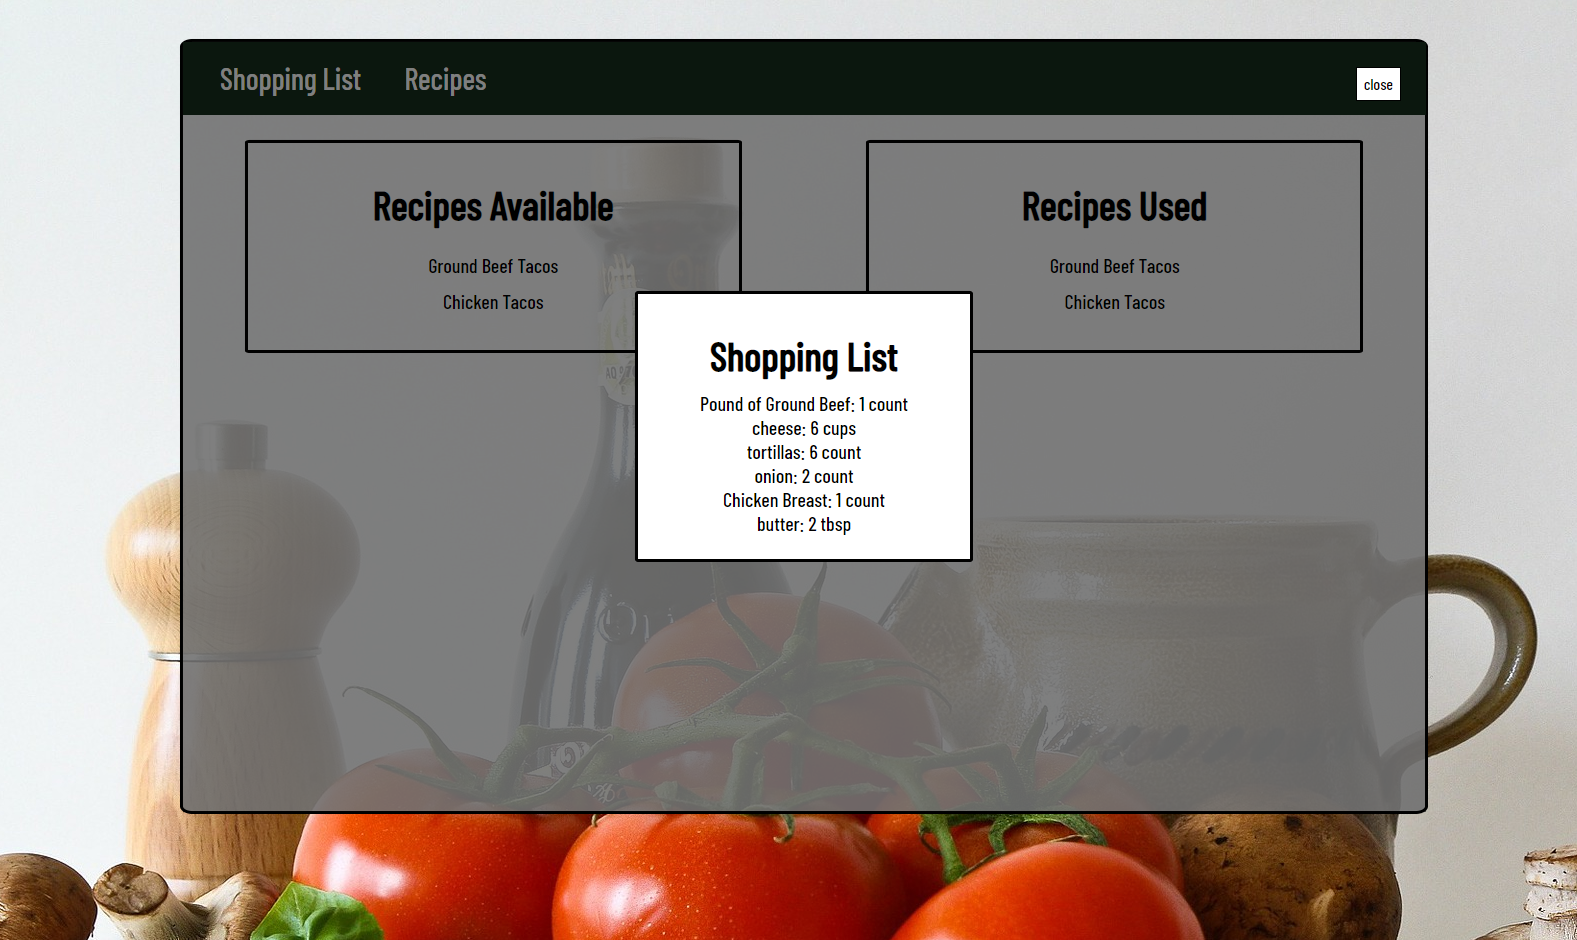 Shopping List
Recipes
close
Recipes Available
Ground Beef Tacos
Chicken Tacos
Recipes Used
Ground Beef Tacos
Chicken Tacos
Shopping List
Pound of Ground Beef: 1 count
cheese: 6 cups
tortillas: 6 count
onion: 2 count
Chicken Breast: 1 count
butter: 2 tbsp